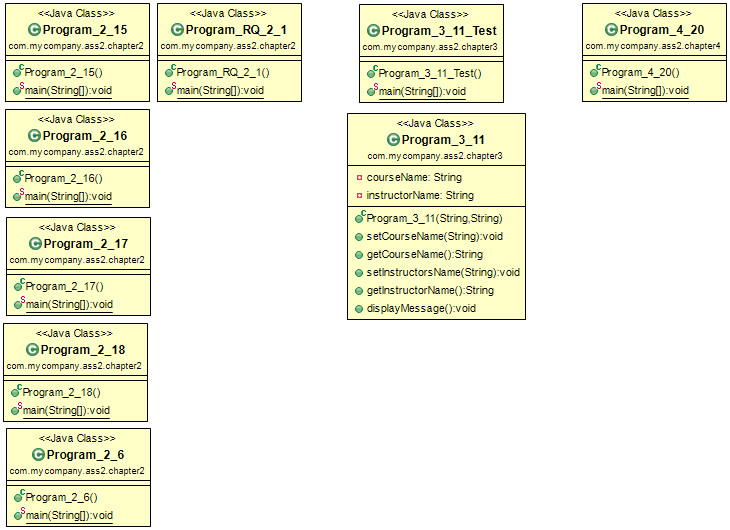 <<Java Class>>
Program_2_15
com.mycompany.ass2.chapter2
Program_2_15()
main(String[]):void
<<Java Class>>
Program_RQ_2_1
com.mycompany.ass2.chapter2
Program_RQ_2_1()
main(String[]):void
<<Java Class>>
Program_3_11_Test
com.mycompany.ass2.chapter3
Program_3_11_Test()
main(String[]):void
<<Java Class>>
Program_4_20
com.mycompany.ass2.chapter4
Program_4_20()
main(String[]):void
<<Java Class>>
Program_2_16
com.mycompany.ass2.chapter2
Program_2_16()
main(String[]):void
<<Java Class>>
Program_3_11
com.mycompany.ass2.chapter3
courseName: String
instructorName: String
Program_3_11(String,String)
setCourseName(String):void
getCourseName():String
setInstructorsName(String):void
getInstructorName():String
displayMessage():void
<<Java Class>>
Program_2_17
com.mycompany.ass2.chapter2
Program_2_17()
main(String[]):void
<<Java Class>>
Program_2_18
com.mycompany.ass2.chapter2
Program_2_18()
main(String[]):void
<<Java Class>>
Program_2_6
com.mycompany.ass2.chapter2
Program_2_6()
main(String[]):void